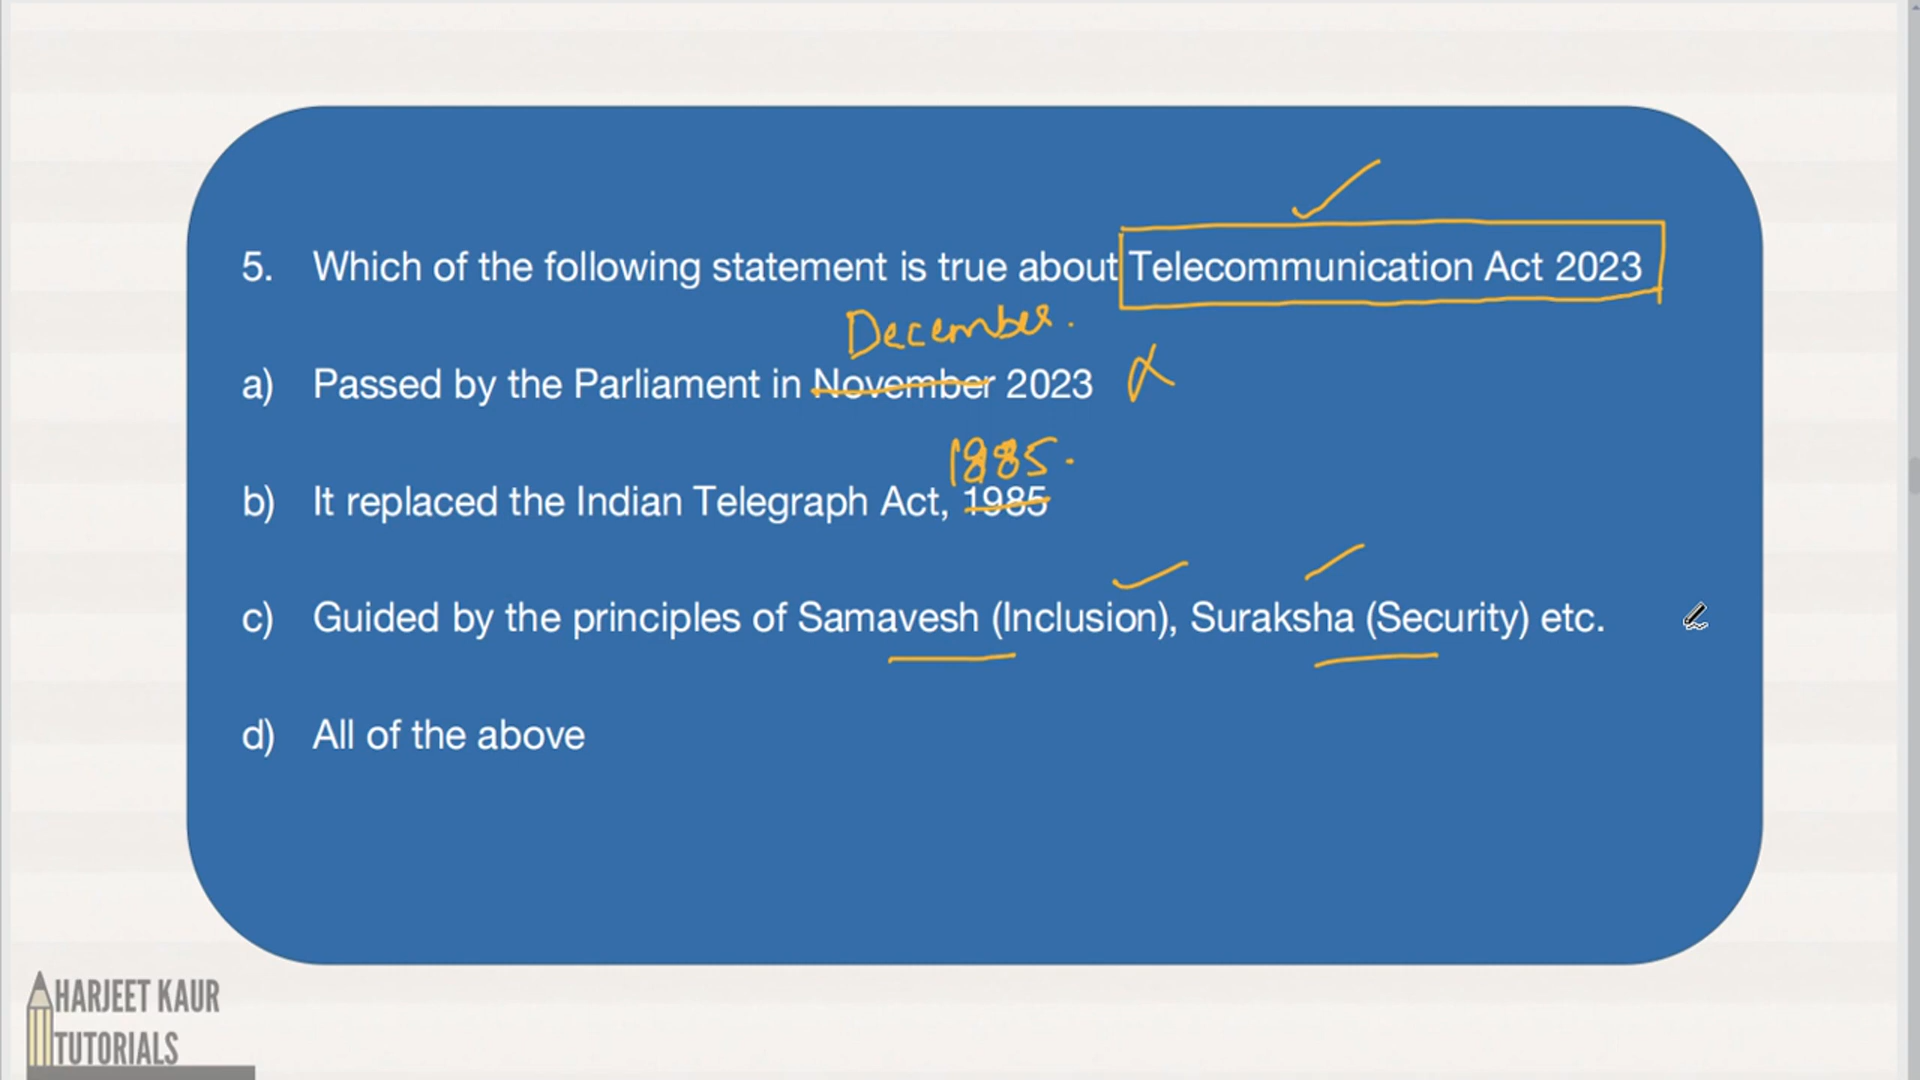 5. Which of the following statement is true about Telecommunication Act 2023
December.
a) Passed by the Parliament in November 2023
1885.
b) It replaced the Indian Telegraph Act, 1985
c) Guided by the principles of Samavesh (Inclusion), Suraksha (Security) etc.
d) All of the above
HARJEET KAUR
TUTORIALS